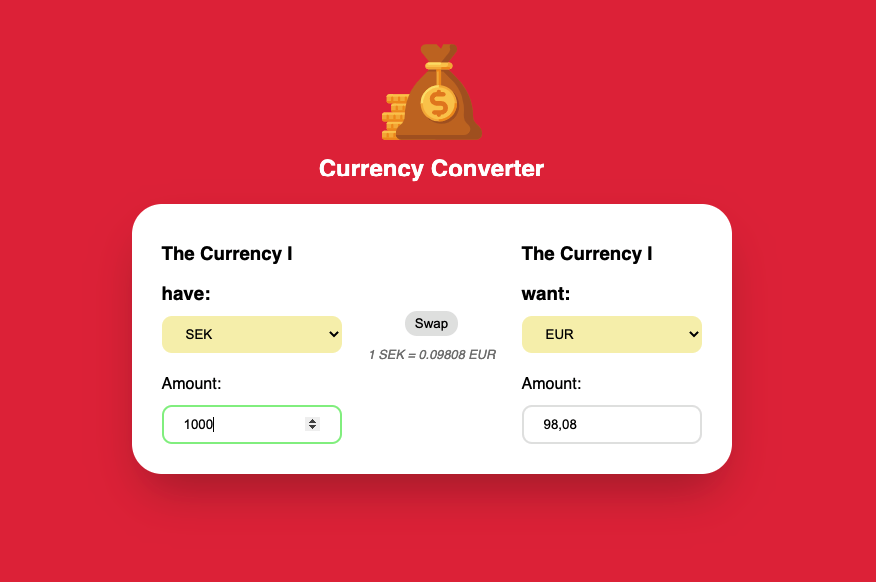 $
Currency Converter
The Currency I
have:
SEK
Amount:
1000
Swap
1 SEK = 0.09808 EUR
The Currency I
want:
EUR
Amount:
98,08